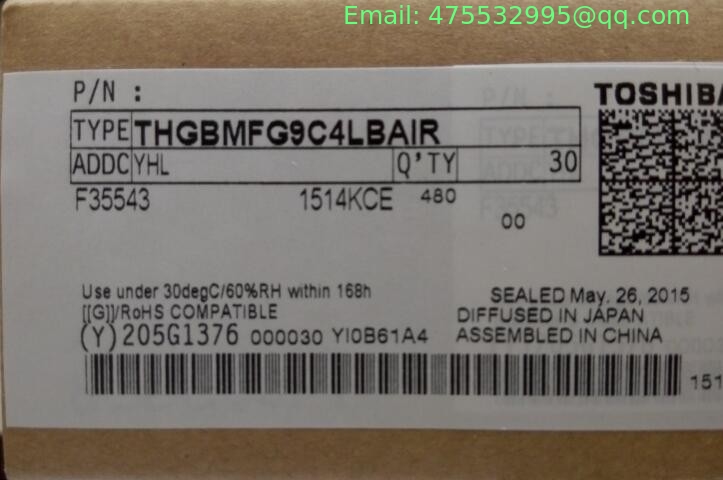 Email: 475532995@qq.com
P/N :
TOSHIBA
TYPE THGBMFG9C4LBAIR
ADDC YHL Q'TY 30
F35543 1514KCE 480
00
Use under 30degC/60%RH within 168h
SEALED May. 26, 2015
[[G]]/RoHS COMPATIBLE
DIFFUSED IN JAPAN
(Y)205G1376 000030 YI0B61A4
ASSEMBLED IN CHINA
151